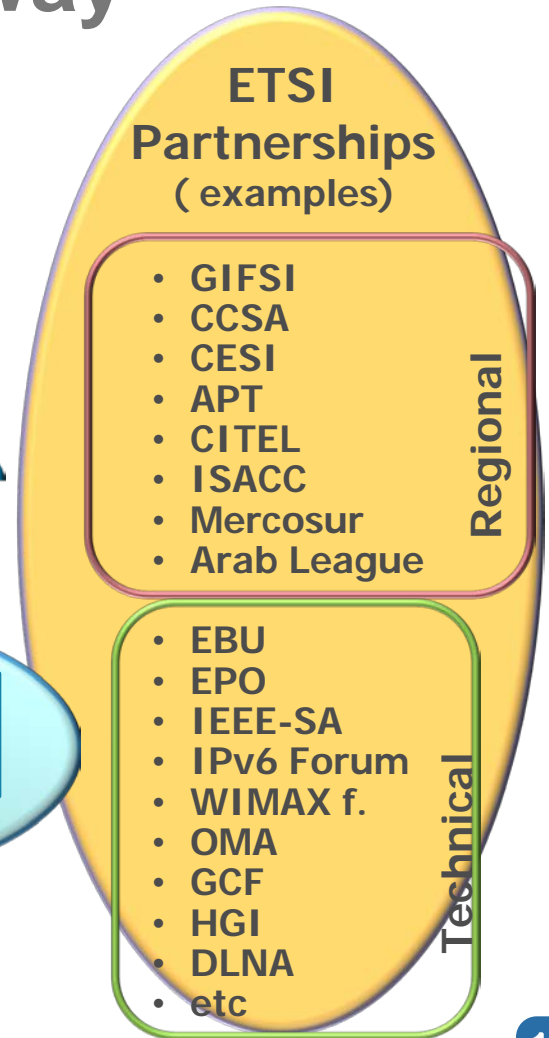 way
ETSI
Partnerships
( examples)
• GIFSI
• CCSA
• CESI
• APT
• CITEL
• ISACC
• Mercosur
• Arab League
Regional
• EBU
• EPO
• IEEE-SA
• IPv6 Forum
• WIMAX f.
• OMA
• GCF
• HGI
• DLNA
• etc
Technical